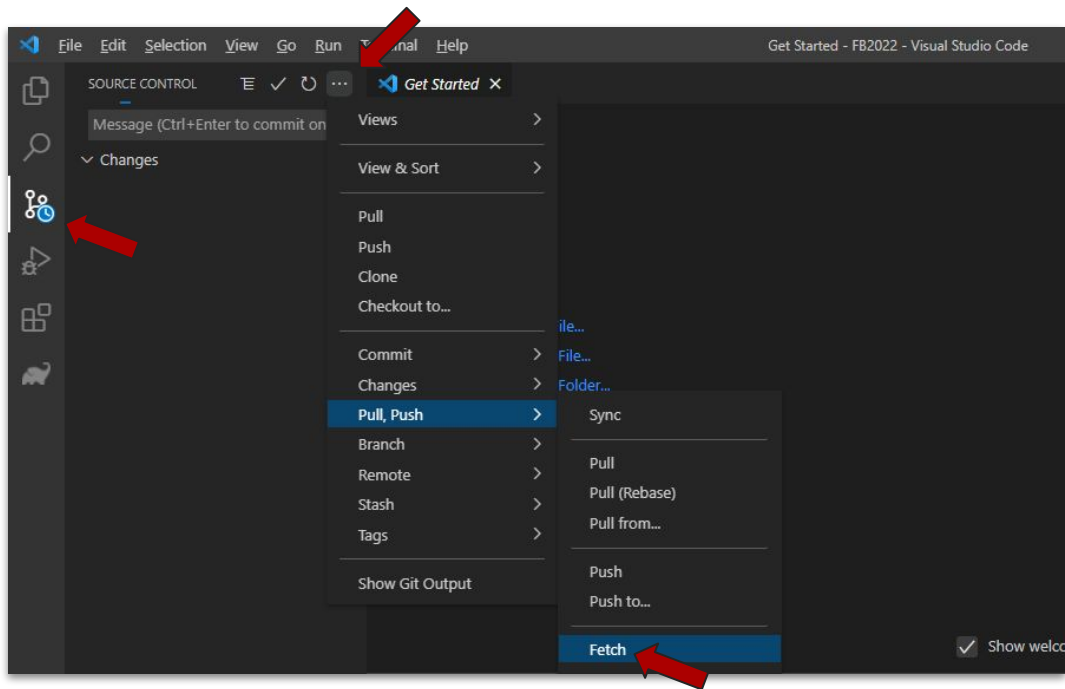 File Edit Selection View Go Run Terminal Help Get Started - FB2022 - Visual Studio Code
SOURCE CONTROL Get Started
Message (Ctrl+Enter to commit on
Changes
Views
View & Sort
Pull
Push
Clone
Checkout to...
Commit
Changes
Pull, Push
Branch
Remote
Stash
Tags
Show Git Output
ile...
File...
Folder...
Sync
Pull
Pull (Rebase)
Pull from...
Push
Push to...
Fetch
Show welco